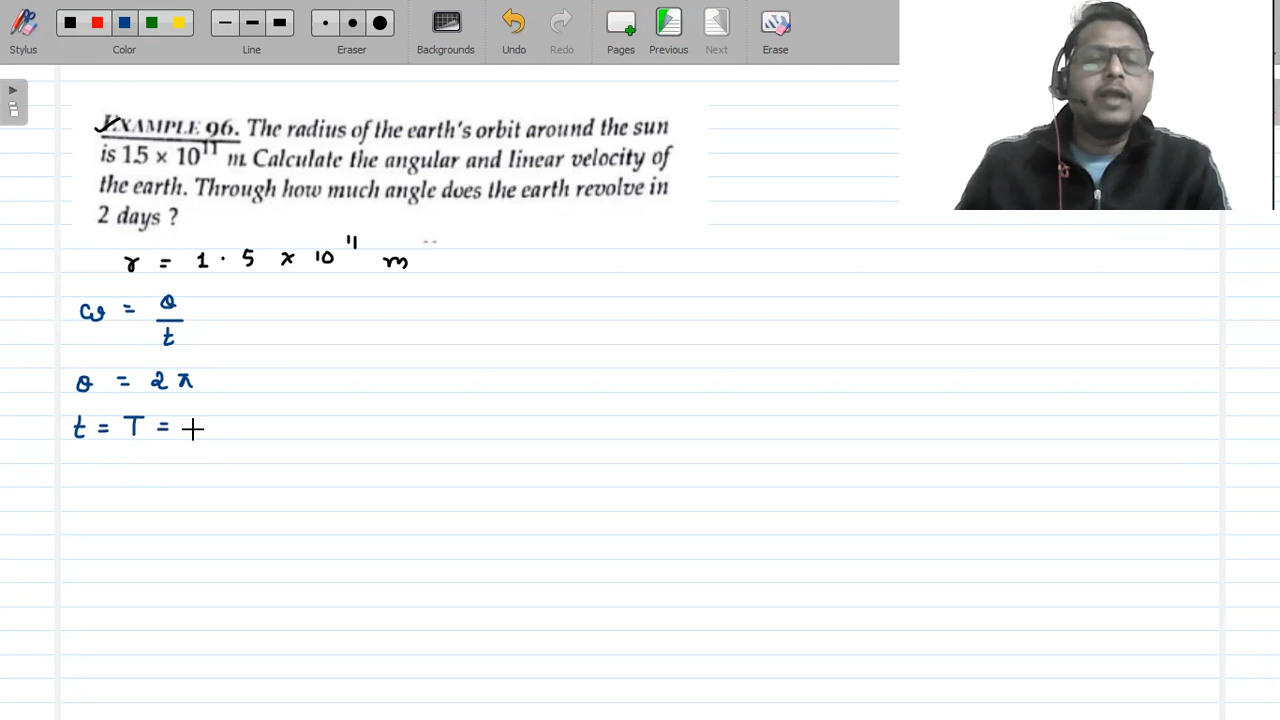 Stylus Color Line Eraser Backgrounds Undo Redo Pages Previous Next Erase
EXAMPLE 96. The radius of the earth's orbit around the sun
is 1.5 × 10¹¹ m. Calculate the angular and linear velocity of
the earth. Through how much angle does the earth revolve in
2 days ?
r = 1.5 × 10¹¹ m
ω = θ/t
θ = 2π
t = T =